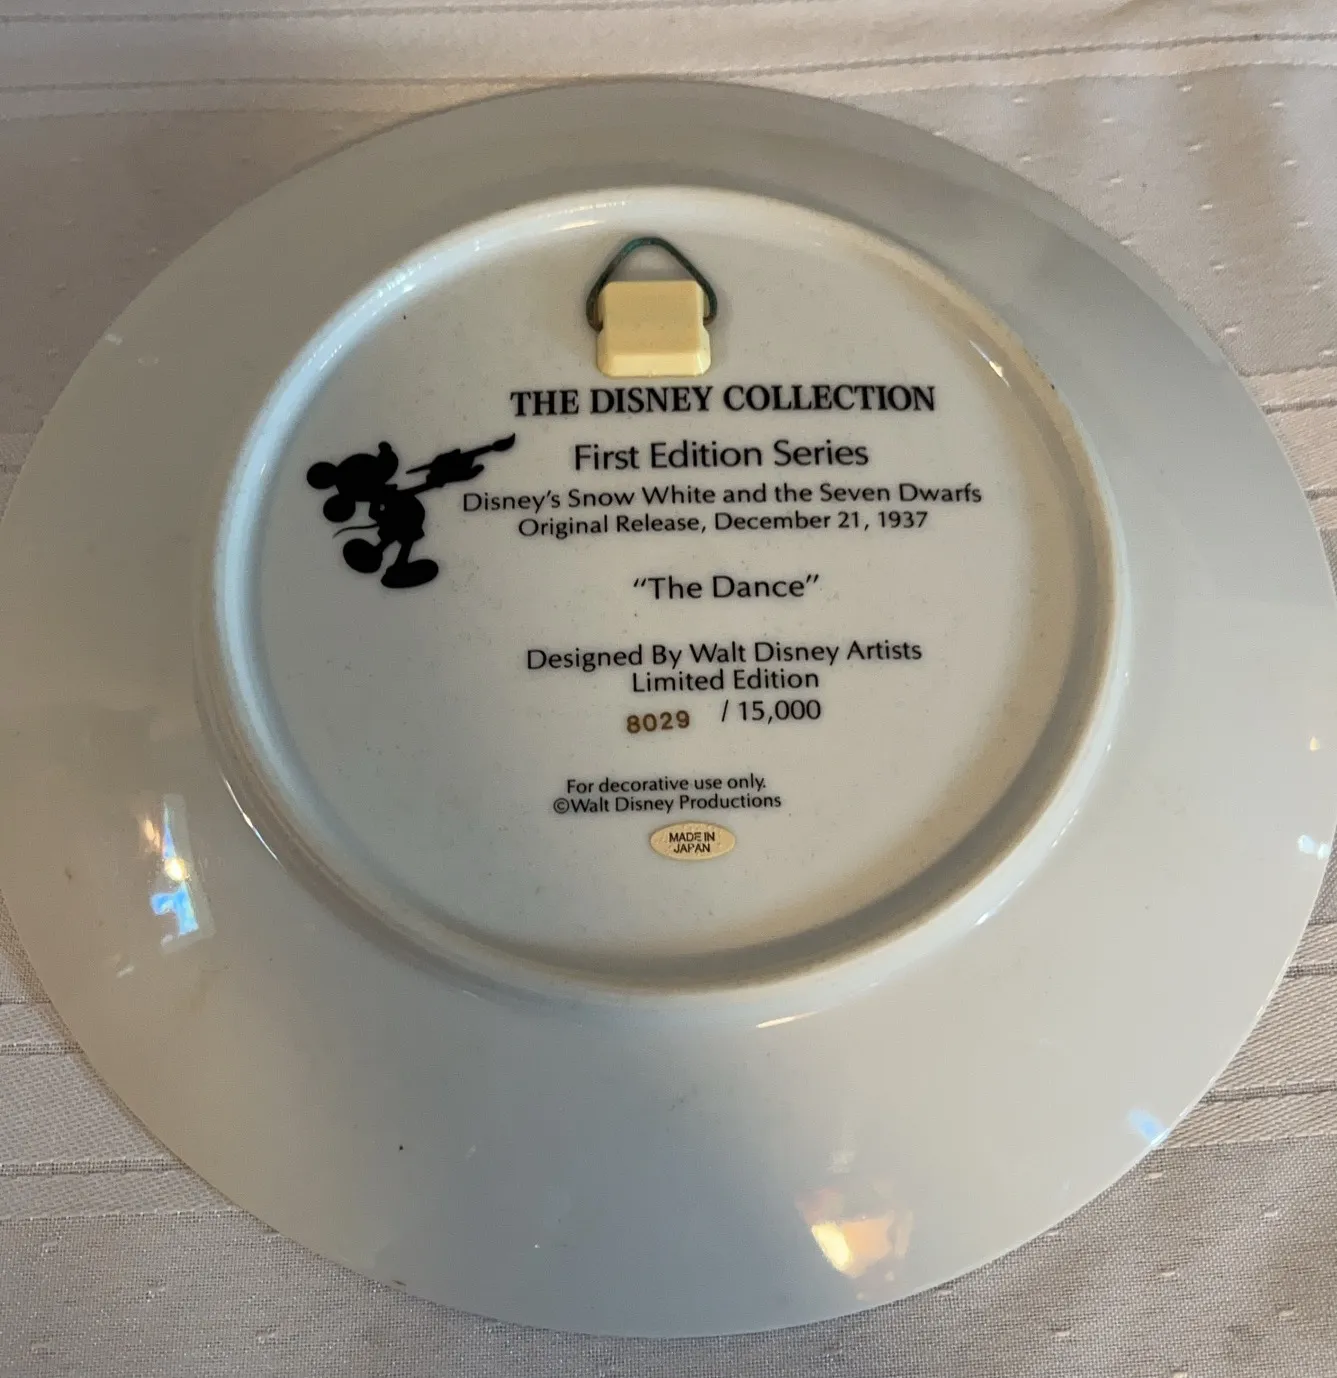 THE DISNEY COLLECTION
First Edition Series
Disney's Snow White and the Seven Dwarfs
Original Release, December 21, 1937
"The Dance"
Designed By Walt Disney Artists
Limited Edition
8029 / 15,000
For decorative use only.
©Walt Disney Productions
MADE IN
JAPAN